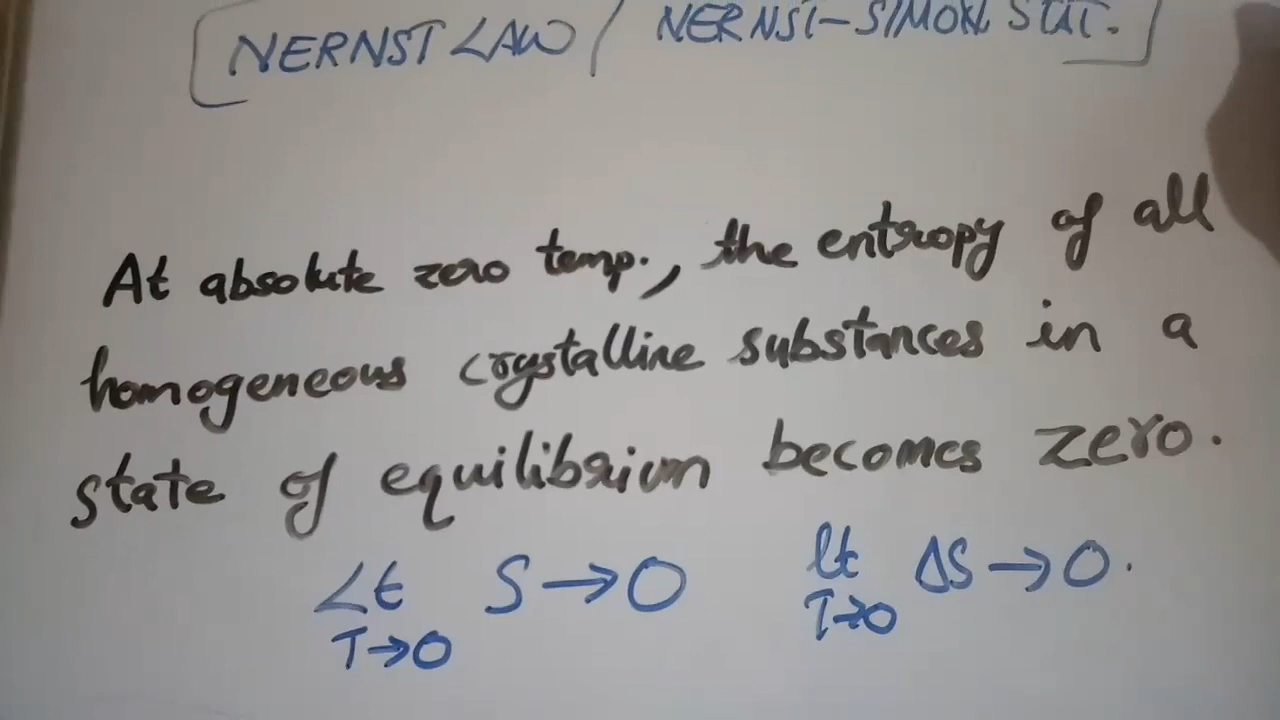 [NERNST LAW / NERNST-SIMON STAT.]
At absolute zero temp., the entropy of all
homogeneous crystalline substances in a
state of equilibrium becomes zero.
Lt S→0 lt ΔS→0.
T→0 T→0